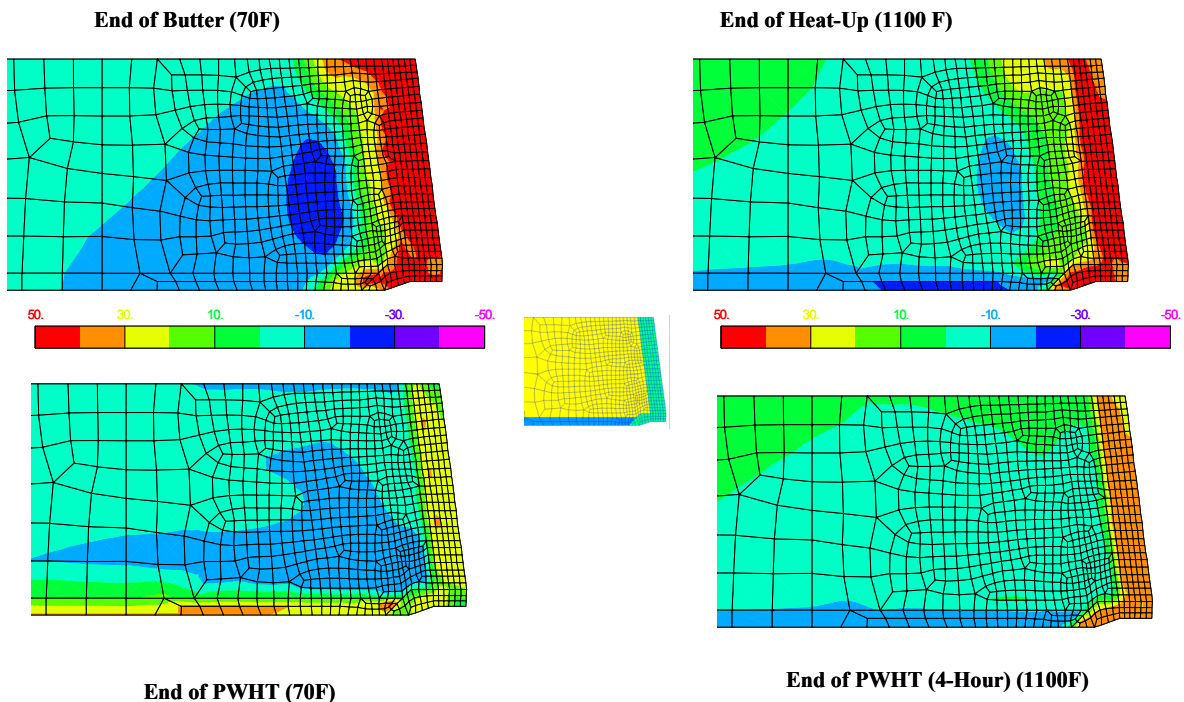 End of Butter (70F)
End of Heat-Up (1100 F)
50. 30. 10. -10. -30. -50.
50. 30. 10. -10. -30. -50.
End of PWHT (70F)
End of PWHT (4-Hour) (1100F)